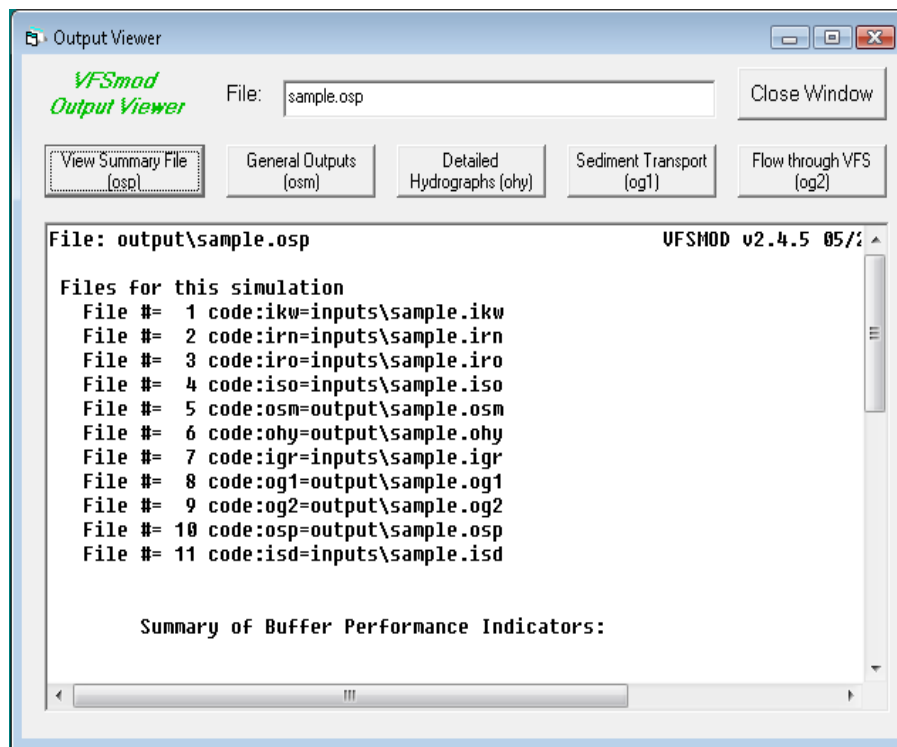 Output Viewer
VFSmod
Output Viewer
File: sample.osp
Close Window
View Summary File
(osp)
General Outputs
(osm)
Detailed
Hydrographs (ohy)
Sediment Transport
(og1)
Flow through VFS
(og2)
File: output\sample.osp VFSMOD v2.4.5 05/2
Files for this simulation
File #= 1 code:ikw=inputs\sample.ikw
File #= 2 code:irn=inputs\sample.irn
File #= 3 code:iro=inputs\sample.iro
File #= 4 code:iso=inputs\sample.iso
File #= 5 code:osm=output\sample.osm
File #= 6 code:ohy=output\sample.ohy
File #= 7 code:igr=inputs\sample.igr
File #= 8 code:og1=output\sample.og1
File #= 9 code:og2=output\sample.og2
File #= 10 code:osp=output\sample.osp
File #= 11 code:isd=inputs\sample.isd
Summary of Buffer Performance Indicators: